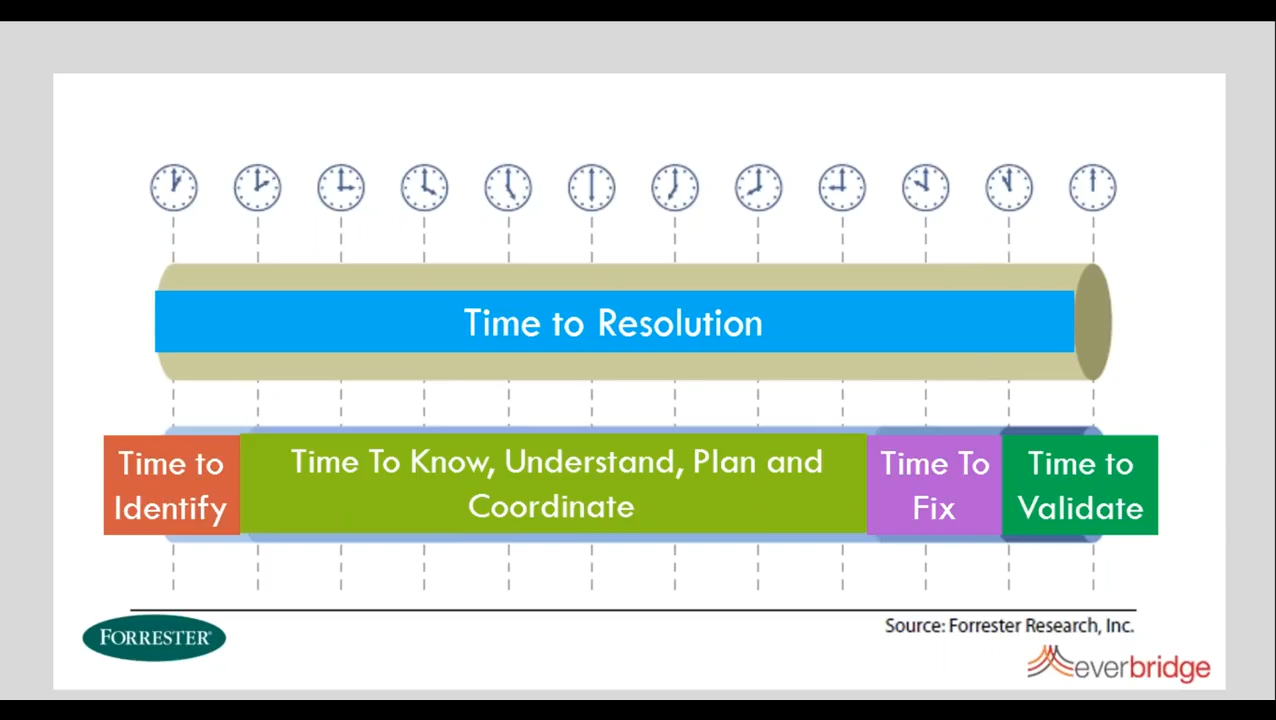 Time to Resolution
Time to
Identify
Time To Know, Understand, Plan and
Coordinate
Time To
Fix
Time to
Validate
FORRESTER®
Source: Forrester Research, Inc.
everbridge